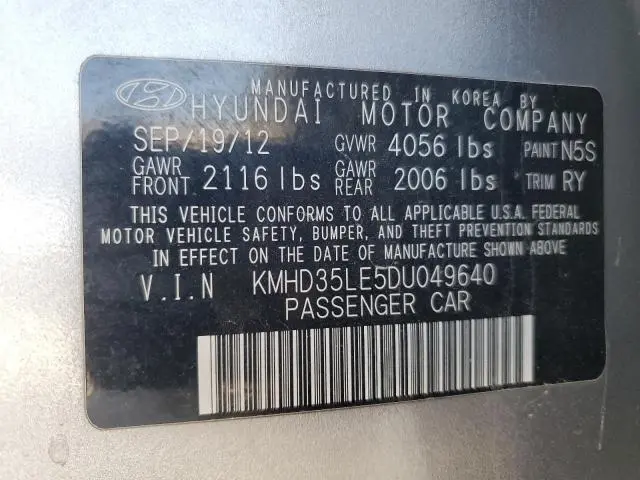 MANUFACTURED IN KOREA BY
HYUNDAI MOTOR COMPANY
SEP/19/12 GVWR 4056 lbs PAINT N5S
GAWR FRONT 2116 lbs GAWR REAR 2006 lbs TRIM RY
THIS VEHICLE CONFORMS TO ALL APPLICABLE U.S.A. FEDERAL
MOTOR VEHICLE SAFETY, BUMPER, AND THEFT PREVENTION STANDARDS
IN EFFECT ON THE DATE OF MANUFACTURE SHOWN ABOVE.
V.I.N KMHD35LE5DU049640
PASSENGER CAR